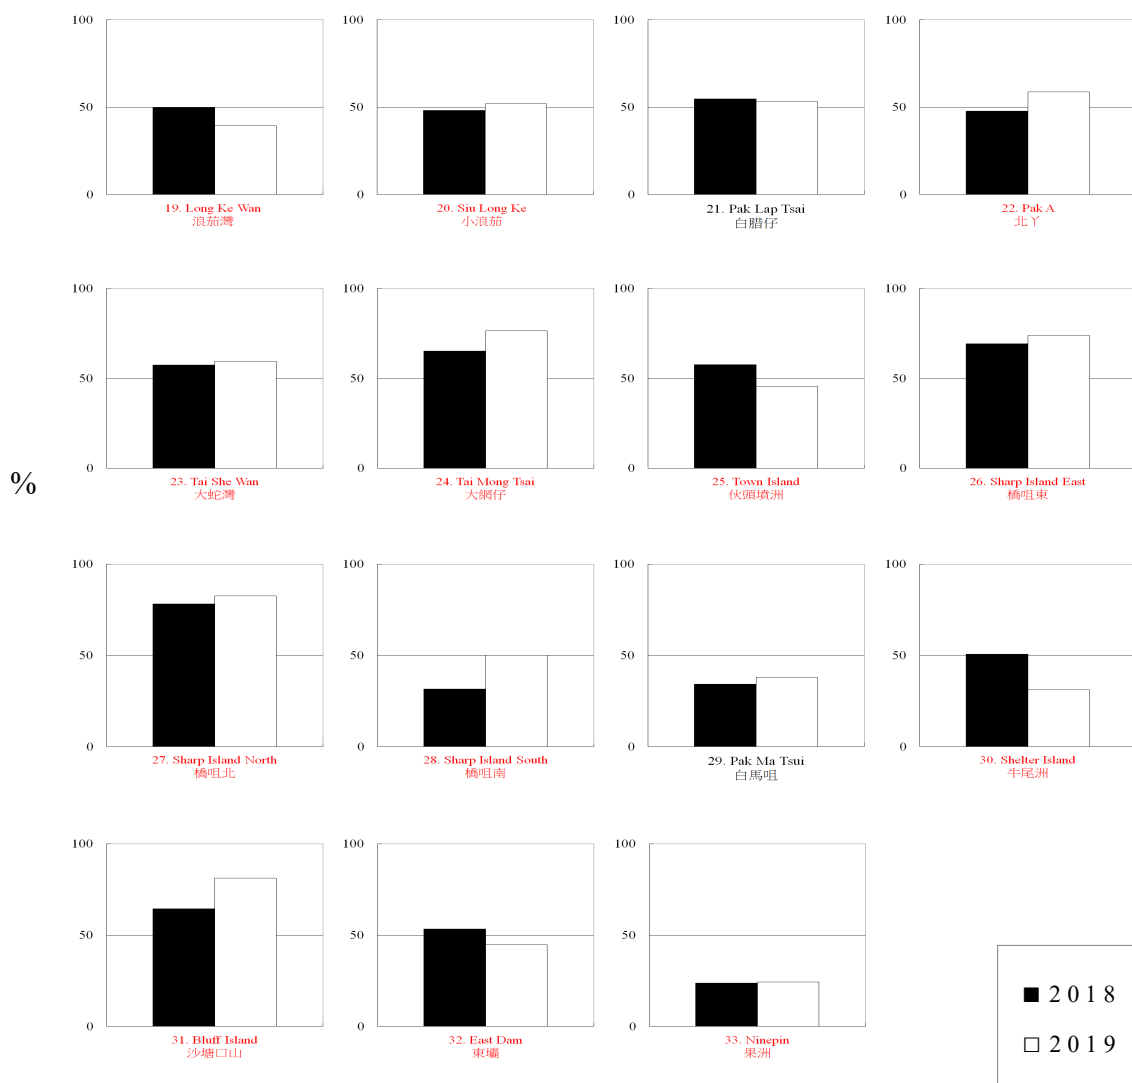 100
50
0
19. Long Ke Wan
浪茄灣
100
50
0
20. Siu Long Ke
小浪茄
100
50
0
21. Pak Lap Tsai
白腊仔
100
50
0
22. Pak A
北丫
100
50
0
23. Tai She Wan
大蛇灣
100
50
0
24. Tai Mong Tsai
大網仔
100
50
0
25. Town Island
伙頭墳洲
100
50
0
26. Sharp Island East
橋咀東
%
100
50
0
27. Sharp Island North
橋咀北
100
50
0
28. Sharp Island South
橋咀南
100
50
0
29. Pak Ma Tsui
白馬咀
100
50
0
30. Shelter Island
牛尾洲
100
50
0
31. Bluff Island
沙塘口山
100
50
0
32. East Dam
東壩
100
50
0
33. Ninepin
果洲
2018
2019